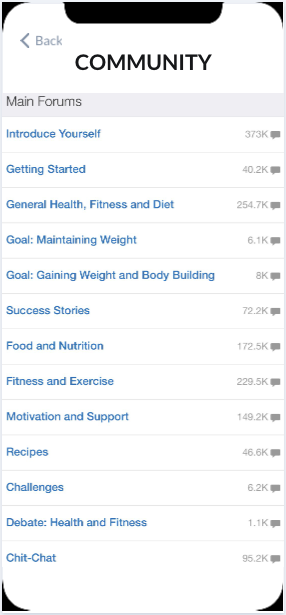 Back
COMMUNITY
Main Forums
Introduce Yourself 373K
Getting Started 40.2K
General Health, Fitness and Diet 254.7K
Goal: Maintaining Weight 6.1K
Goal: Gaining Weight and Body Building 8K
Success Stories 72.2K
Food and Nutrition 172.5K
Fitness and Exercise 229.5K
Motivation and Support 149.2K
Recipes 46.6K
Challenges 6.2K
Debate: Health and Fitness 1.1K
Chit-Chat 95.2K